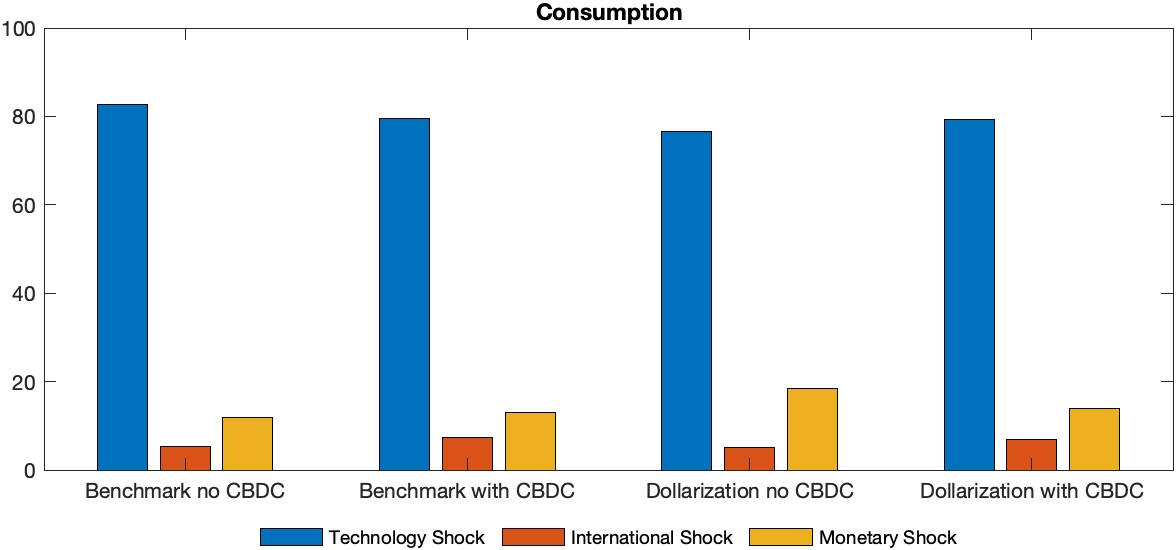 Consumption
100
80
60
40
20
0
Benchmark no CBDC Benchmark with CBDC Dollarization no CBDC Dollarization with CBDC
Technology Shock International Shock Monetary Shock